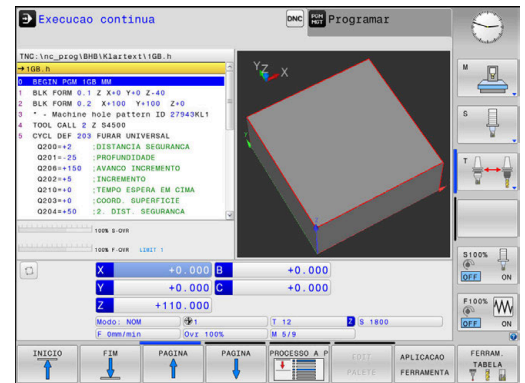 Execucao continua
DNC
PGM MGT
Programar
TNC:\nc_prog\BHB\Klartext\1GB.h
→1GB.h
0 BEGIN PGM 1GB MM
1 BLK FORM 0.1 Z X+0 Y+0 Z-40
2 BLK FORM 0.2 X+100 Y+100 Z+0
3 * - Machine hole pattern ID 27943KL1
4 TOOL CALL 2 Z S4500
5 CYCL DEF 203 FURAR UNIVERSAL
Q200=+2 ;DISTANCIA SEGURANCA
Q201=-25 ;PROFUNDIDADE
Q206=+150 ;AVANCO INCREMENTO
Q202=+5 ;INCREMENTO
Q210=+0 ;TEMPO ESPERA EM CIMA
Q203=+0 ;COORD. SUPERFICIE
Q204=+50 ;2. DIST. SEGURANCA
100% S-OVR
100% F-OVR LIMIT 1
Y Z X
M
S
T
X +0.000 B +0.000
Y +0.000 C +0.000
Z +110.000
Modo: NOM 1 T 12 Z S 1800
F 0mm/min Ovr 100% M 5/9
S100%
OFF ON
F100%
OFF ON
INICIO
FIM
PAGINA
PAGINA
PROCESSO A P
EDIT PALETE
APLICACAO FERRAMENTA
FERRAM. TABELA